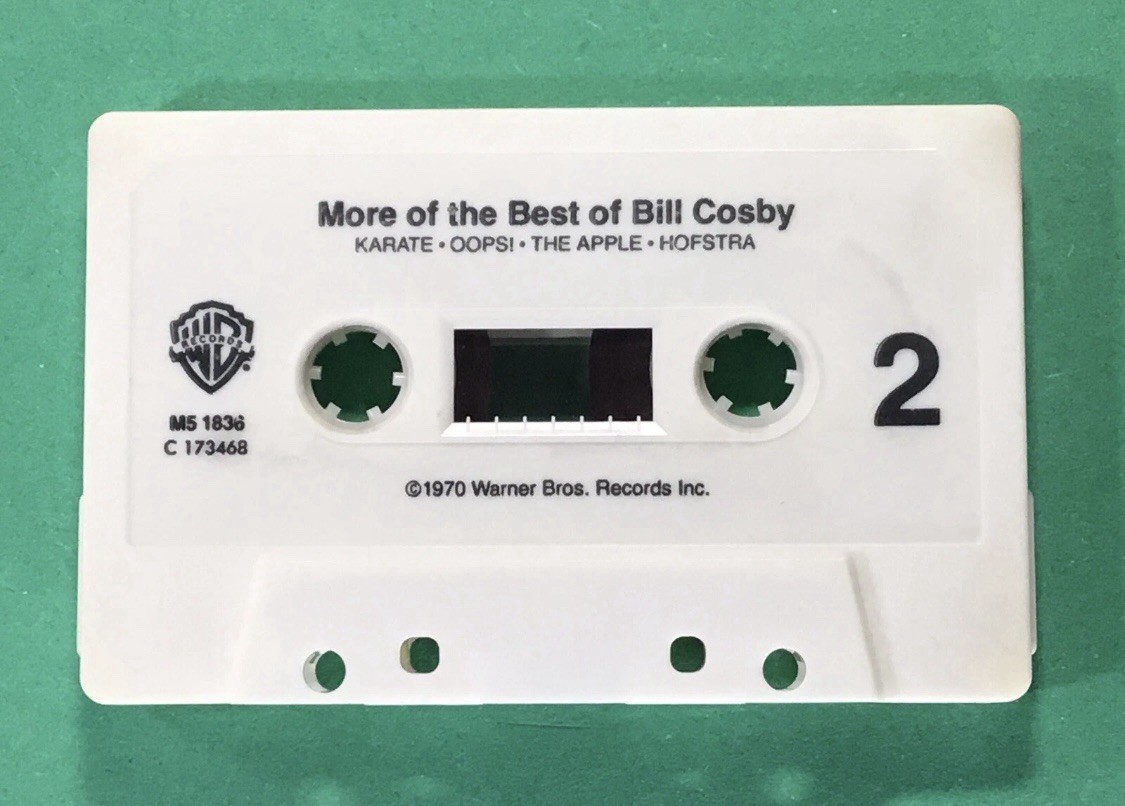 More of the Best of Bill Cosby
KARATE • OOPS! • THE APPLE • HOFSTRA
WB
RECORDS
®
2
M5 1836
C 173468
©1970 Warner Bros. Records Inc.